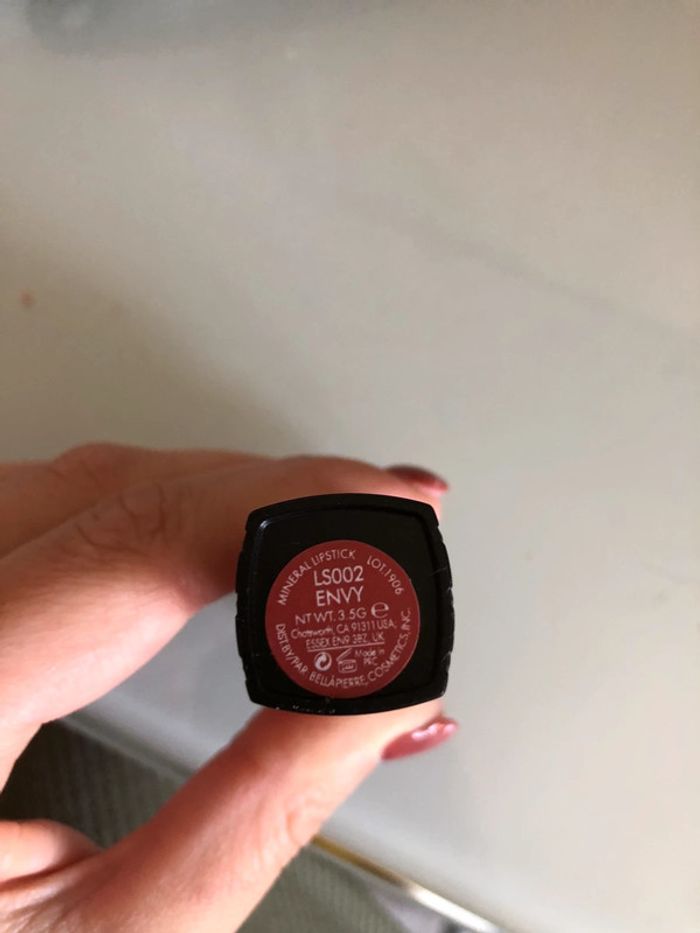 MINERAL LIPSTICK LOT.1906
LS002
ENVY
NT WT. 3.5G ℮
Chatsworth, CA 91311 UEA;
ESSEX EN9 3BZ, UK
Made in
PRC
DIST.BY/PAR BELLÁPIERRE, COSMETICS, INC.